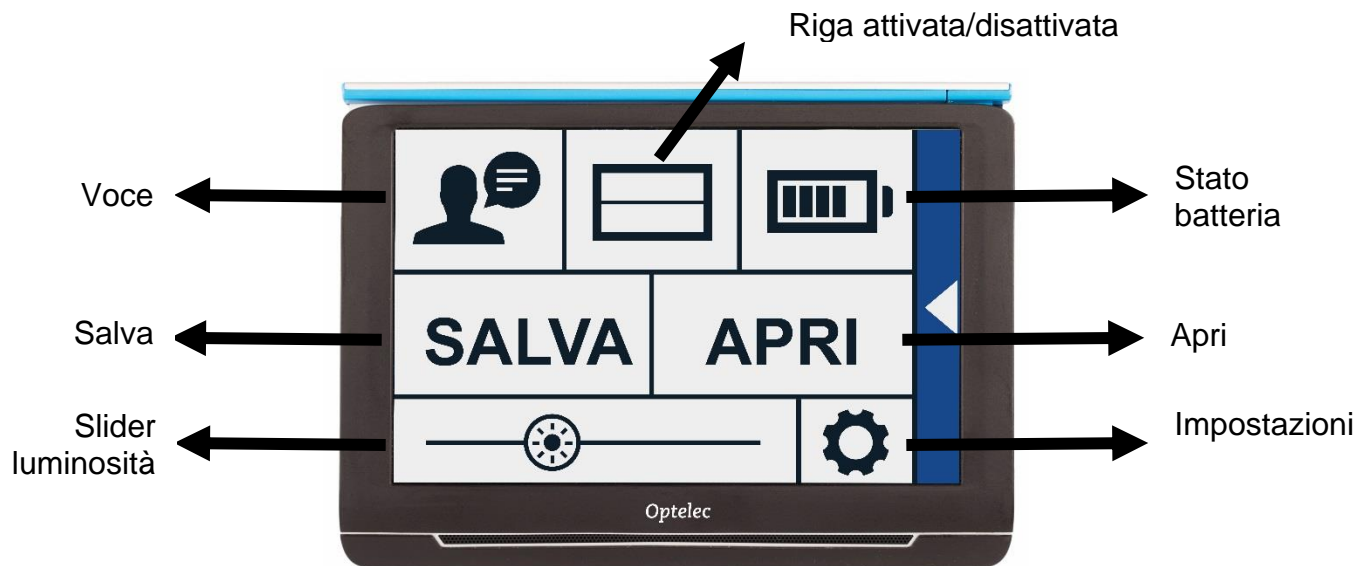 Riga attivata/disattivata
Voce
Stato
batteria
SALVA
APRI
Salva
Apri
Slider
luminosità
Impostazioni
Optelec